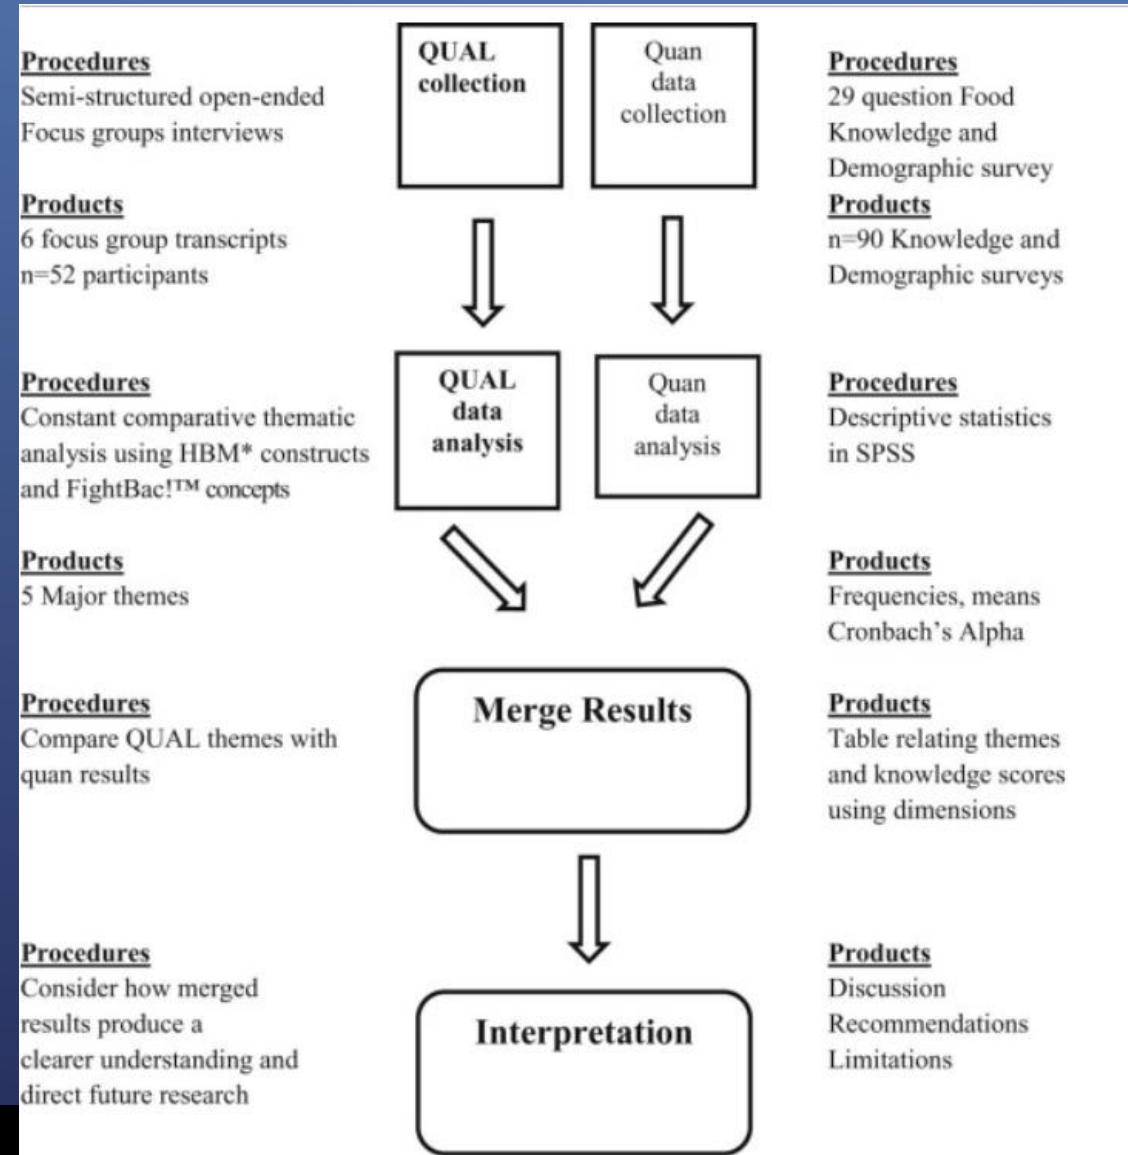 Procedures
Semi-structured open-ended
Focus groups interviews
Products
6 focus group transcripts
n=52 participants
QUAL
collection
Quan
data
collection
Procedures
29 question Food
Knowledge and
Demographic survey
Products
n=90 Knowledge and
Demographic surveys
Procedures
Constant comparative thematic
analysis using HBM* constructs
and FightBac!™ concepts
Products
5 Major themes
QUAL
data
analysis
Quan
data
analysis
Procedures
Descriptive statistics
in SPSS
Products
Frequencies, means
Cronbach's Alpha
Procedures
Compare QUAL themes with
quan results
Merge Results
Products
Table relating themes
and knowledge scores
using dimensions
Procedures
Consider how merged
results produce a
clearer understanding and
direct future research
Interpretation
Products
Discussion
Recommendations
Limitations